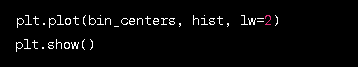 plt.plot(bin_centers, hist, lw=2)
plt.show()